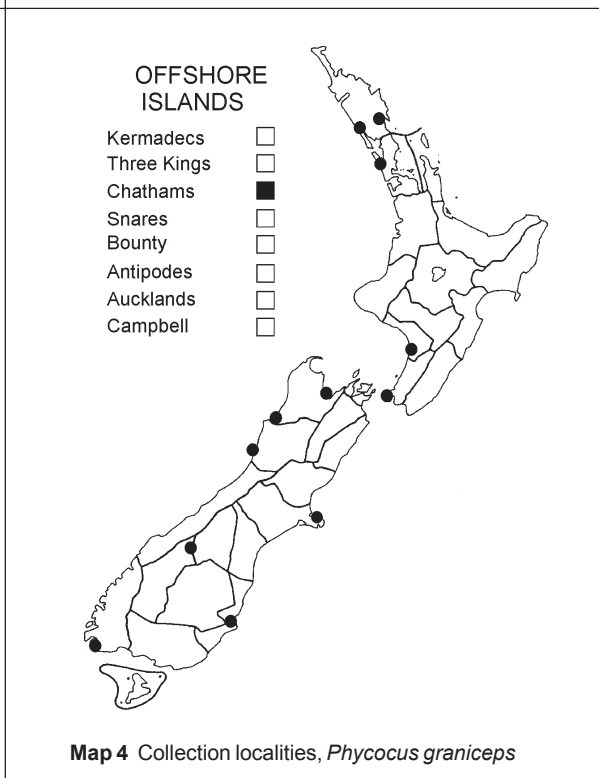 OFFSHORE
ISLANDS
Kermadecs
Three Kings
Chathams
Snares
Bounty
Antipodes
Aucklands
Campbell
Map 4 Collection localities, Phycocus graniceps